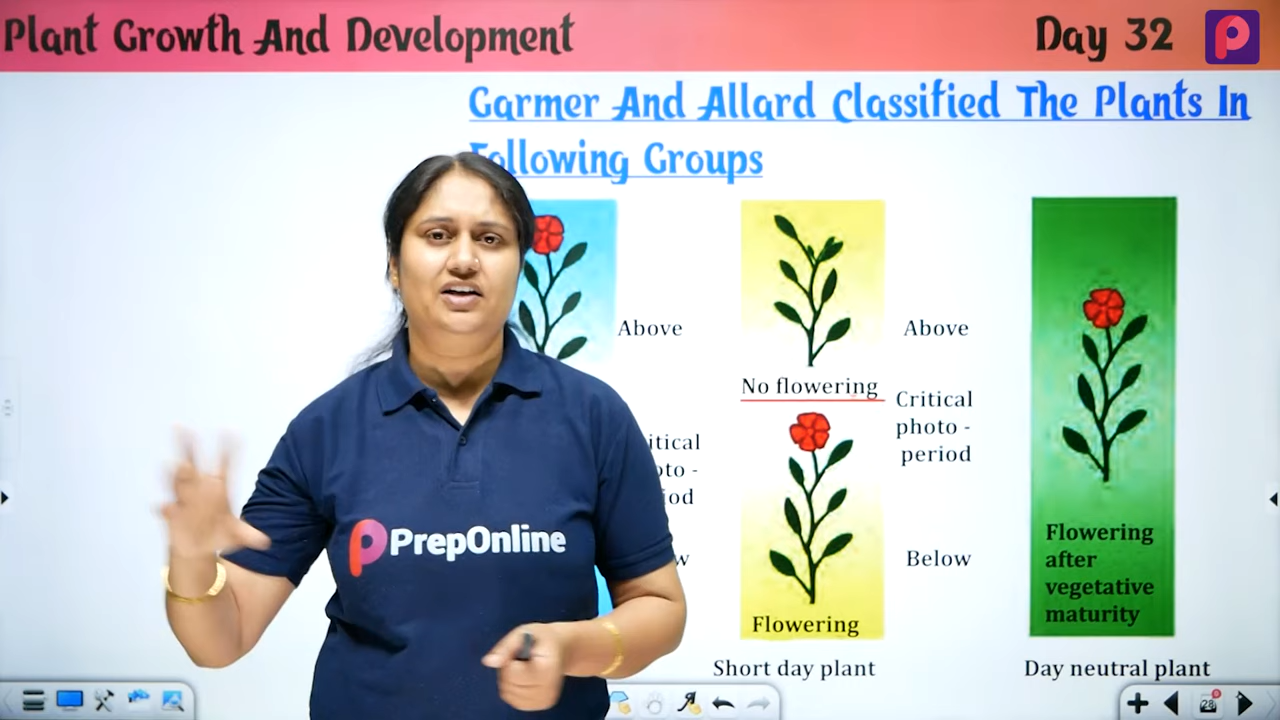 Plant Growth And Development
Day 32
Garmer And Allard Classified The Plants In
Following Groups
Above
Above
No flowering
Critical
photo -
period
Below
Flowering
Short day plant
Flowering
after
vegetative
maturity
Day neutral plant
PrepOnline
28